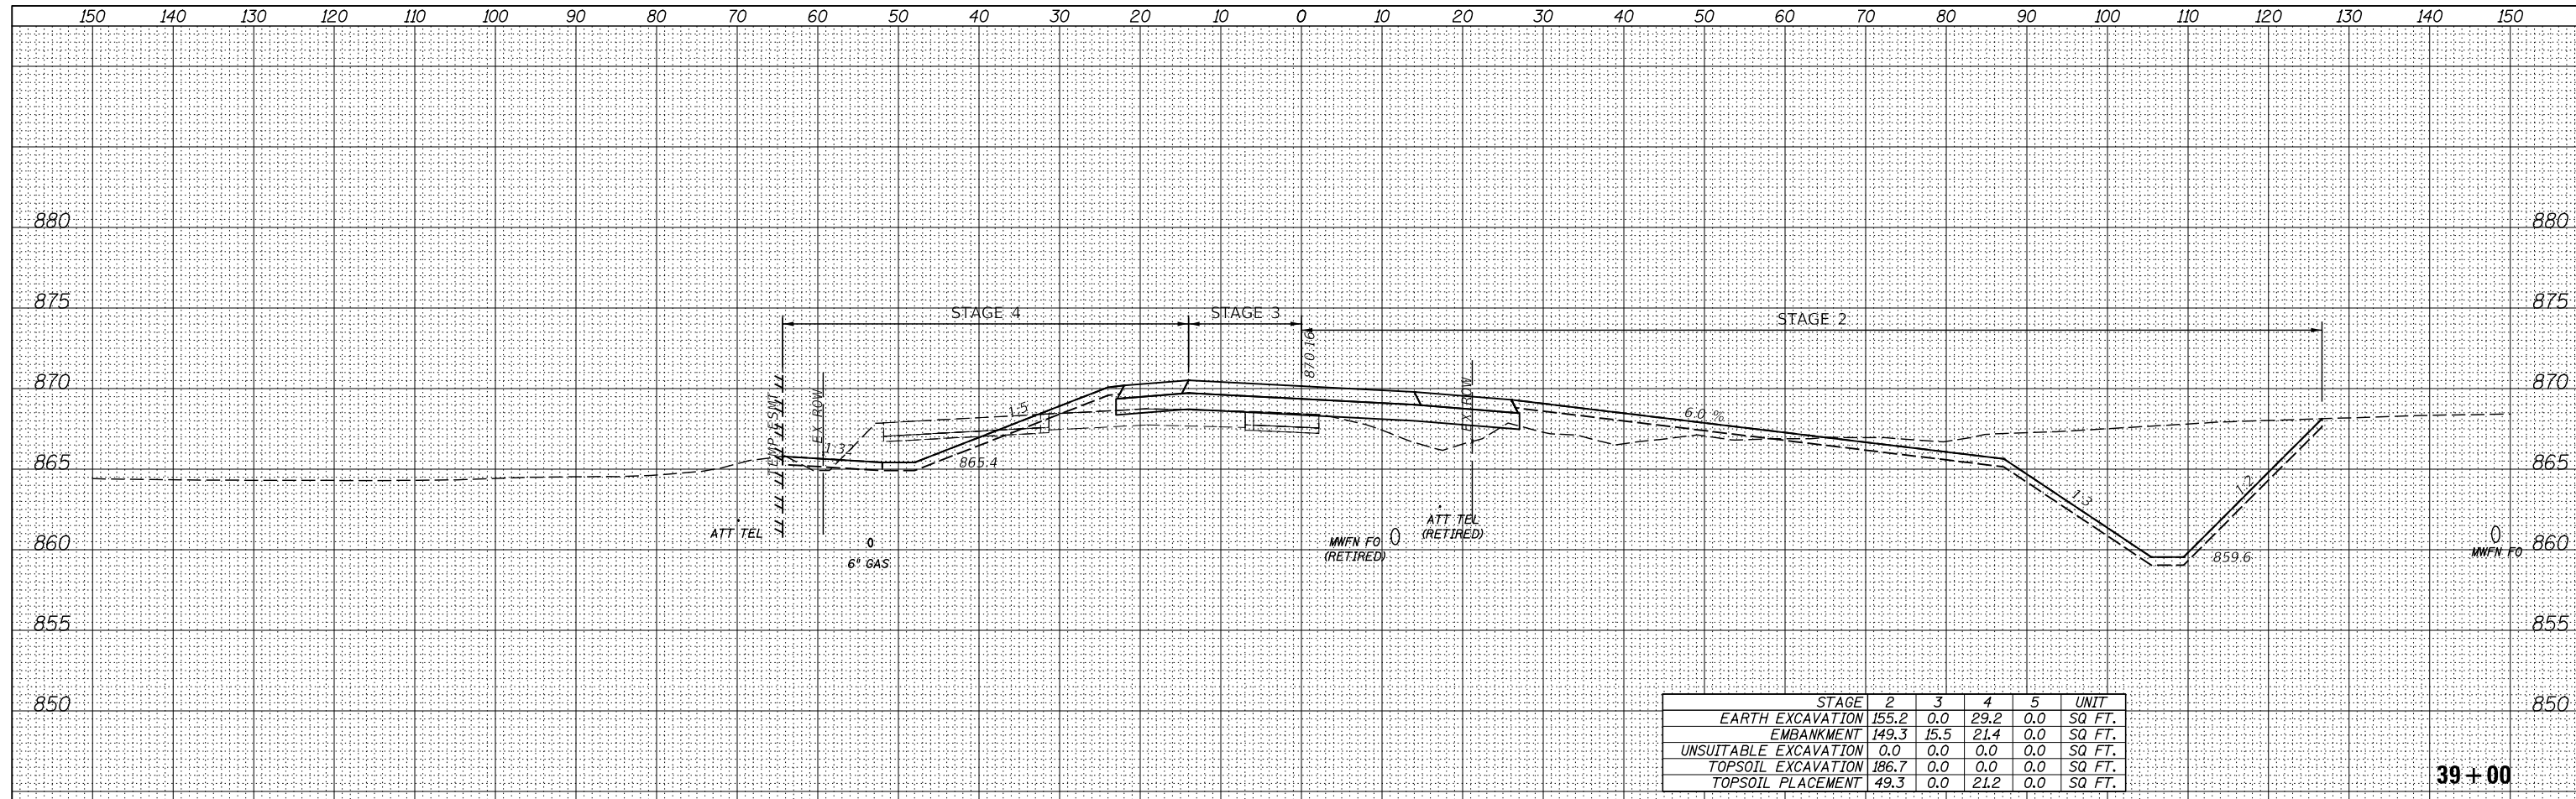 150 140 130 120 110 100 90 80 70 60 50 40 30 20 10 0 10 20 30 40 50 60 70 80 90 100 110 120 130 140 150
880 880
875 875
STAGE 4 STAGE 3 STAGE 2
870.16
870 870
TEMP ESMT EX ROW EX ROW
1:5 6.0 %
1:32
865 865.4 865
1:3 1:2
ATT TEL
6" GAS
MWFN FO
(RETIRED)
ATT TEL
(RETIRED)
860 859.6 MWFN FO 860
855 855
850 850
STAGE 2 3 4 5 UNIT
EARTH EXCAVATION 155.2 0.0 29.2 0.0 SQ FT.
EMBANKMENT 149.3 15.5 21.4 0.0 SQ FT.
UNSUITABLE EXCAVATION 0.0 0.0 0.0 0.0 SQ FT.
TOPSOIL EXCAVATION 186.7 0.0 0.0 0.0 SQ FT.
TOPSOIL PLACEMENT 49.3 0.0 21.2 0.0 SQ FT.
39+00